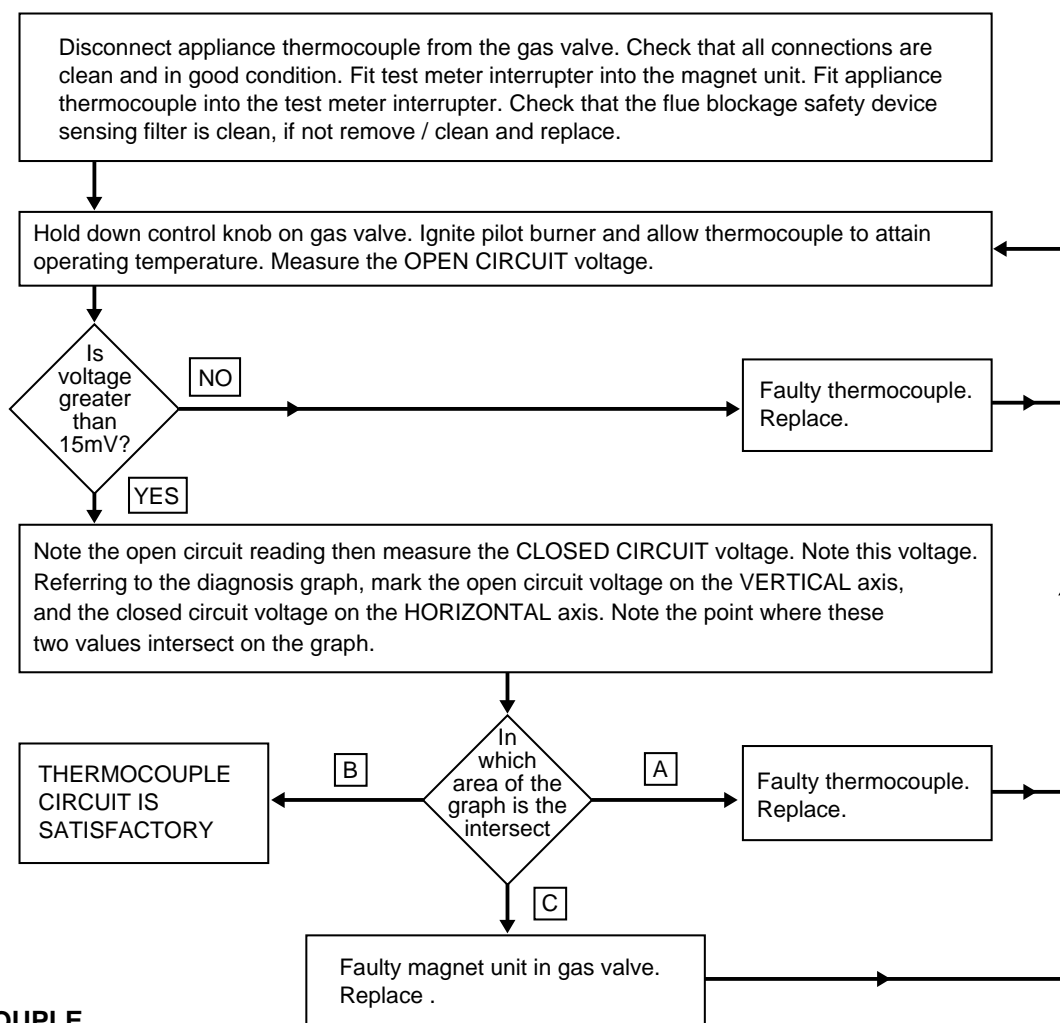 Disconnect appliance thermocouple from the gas valve. Check that all connections are
clean and in good condition. Fit test meter interrupter into the magnet unit. Fit appliance
thermocouple into the test meter interrupter. Check that the flue blockage safety device
sensing filter is clean, if not remove / clean and replace.
Hold down control knob on gas valve. Ignite pilot burner and allow thermocouple to attain
operating temperature. Measure the OPEN CIRCUIT voltage.
Is
voltage
greater
than
15mV?
NO
Faulty thermocouple.
Replace.
YES
Note the open circuit reading then measure the CLOSED CIRCUIT voltage. Note this voltage.
Referring to the diagnosis graph, mark the open circuit voltage on the VERTICAL axis,
and the closed circuit voltage on the HORIZONTAL axis. Note the point where these
two values intersect on the graph.
In
which
area of the
graph is the
intersect
B
THERMOCOUPLE
CIRCUIT IS
SATISFACTORY
A
Faulty thermocouple.
Replace.
C
Faulty magnet unit in gas valve.
Replace .
OUPLE